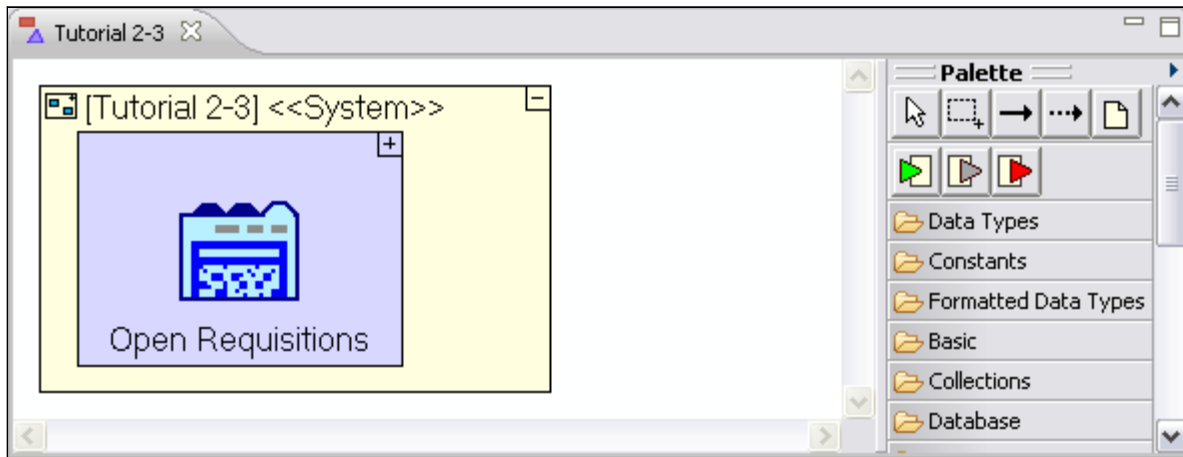 Tutorial 2-3
[Tutorial 2-3] <<System>>
Open Requisitions
Palette
Data Types
Constants
Formatted Data Types
Basic
Collections
Database